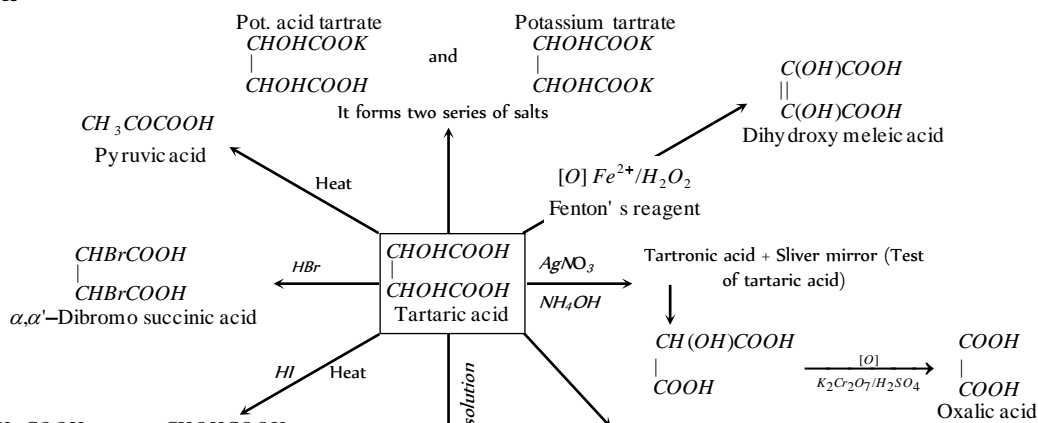 Pot. acid tartrate
CHOHCOOK
|
CHOHCOOH
and
Potassium tartrate
CHOHCOOK
|
CHOHCOOK
It forms two series of salts
C(OH)COOH
||
C(OH)COOH
Dihydroxy meleic acid
CH₃COCOOH
Pyruvic acid
Heat
[O] Fe²⁺/H₂O₂
Fenton' s reagent
CHBrCOOH
|
CHBrCOOH
α,α'–Dibromo succinic acid
HBr
CHOHCOOH
|
CHOHCOOH
Tartaric acid
AgNO₃
NH₄OH
Tartronic acid + Sliver mirror (Test
of tartaric acid)
CH(OH)COOH
|
COOH
[O]
K₂Cr₂O₇/H₂SO₄
COOH
|
COOH
Oxalic acid
HI
Heat
solution